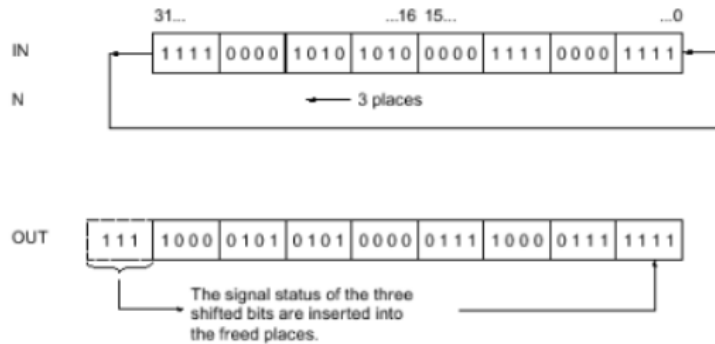 31... ...16 15... ...0
IN 1111 0000 1010 1010 0000 1111 0000 1111
N 3 places
OUT 111 1000 0101 0101 0000 0111 1000 0111 1111
The signal status of the three
shifted bits are inserted into
the freed places.